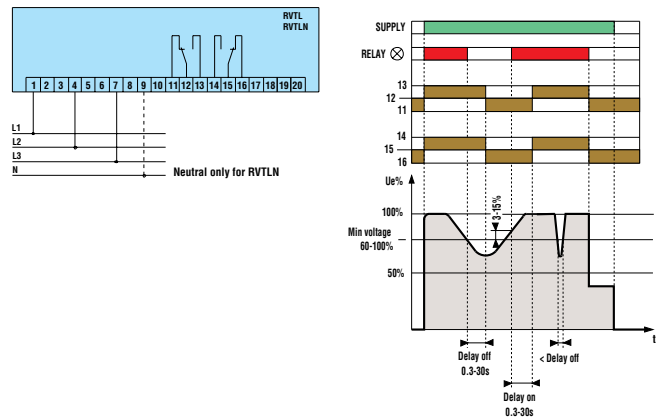 RVTL
RVTLN
1 2 3 4 5 6 7 8 9 10 11 12 13 14 15 16 17 18 19 20
L1
L2
L3
N
Neutral only for RVTLN
SUPPLY
RELAY
13
12
11
14
15
16
Ue%
100%
3-15%
Min voltage
60-100%
50%
t
Delay off
0.3-30s
< Delay off
Delay on
0.3-30s